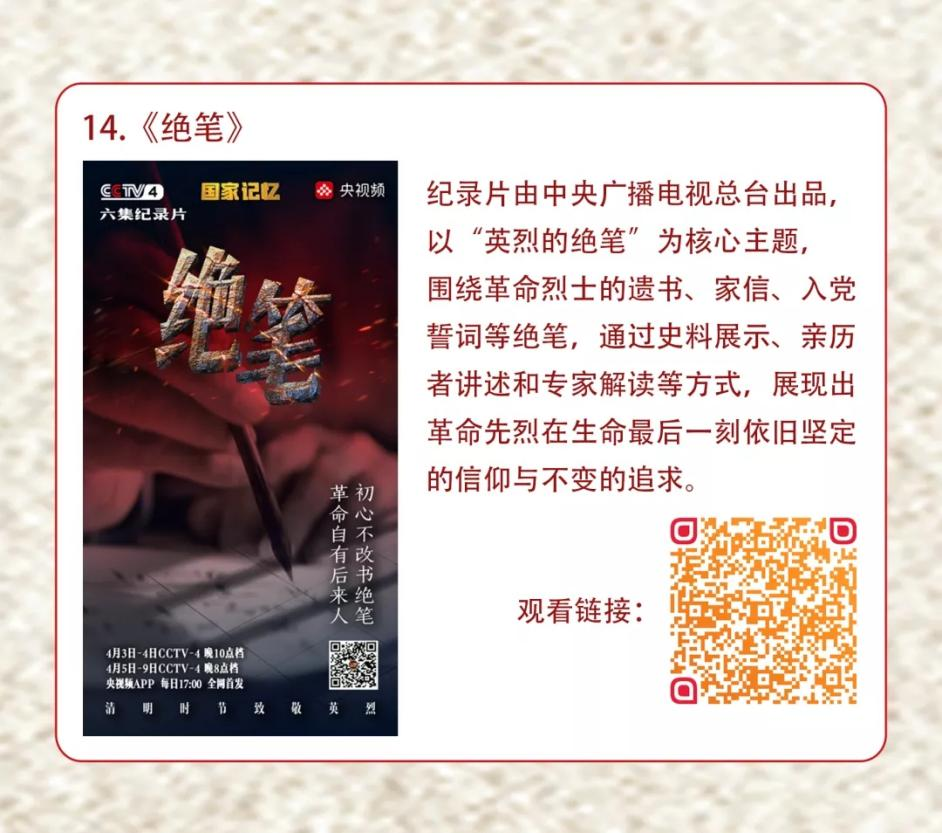 14.《绝笔》
CCTV 4
国家记忆
央视频
六集纪录片
绝笔
初心不改书绝笔
革命自有后来人
4月3日-4日CCTV-4 晚10点档
4月5日-9日CCTV-4 晚8点档
央视频APP 每日17:00 全网首发
清明时节致敬英烈
纪录片由中央广播电视总台出品，
以“英烈的绝笔”为核心主题，
围绕革命烈士的遗书、家信、入党
誓词等绝笔，通过史料展示、亲历
者讲述和专家解读等方式，展现出
革命先烈在生命最后一刻依旧坚定
的信仰与不变的追求。
观看链接：